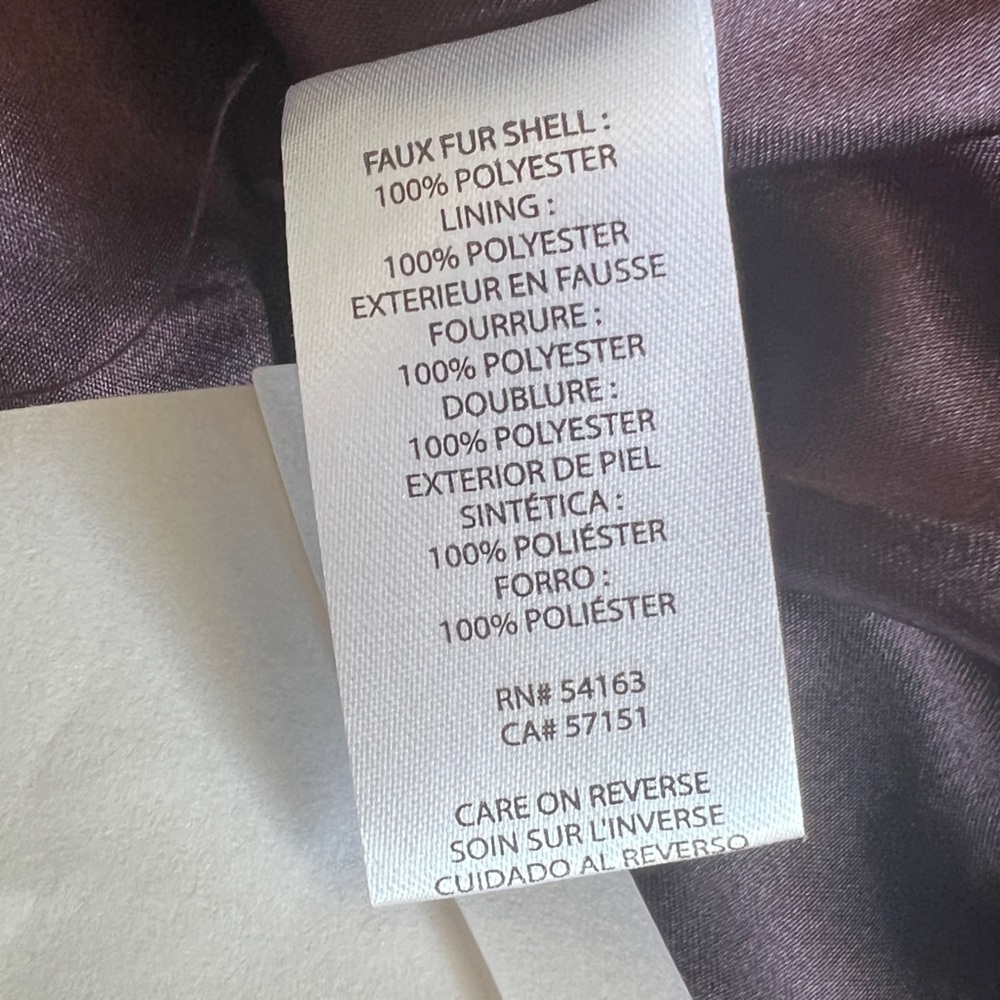 FAUX FUR SHELL :
100% POLYESTER
LINING :
100% POLYESTER
EXTERIEUR EN FAUSSE
FOURRURE :
100% POLYESTER
DOUBLURE :
100% POLYESTER
EXTERIOR DE PIEL
SINTÉTICA :
100% POLIÉSTER
FORRO :
100% POLIÉSTER
RN# 54163
CA# 57151
CARE ON REVERSE
SOIN SUR L'INVERSE
CUIDADO AL REVERSO